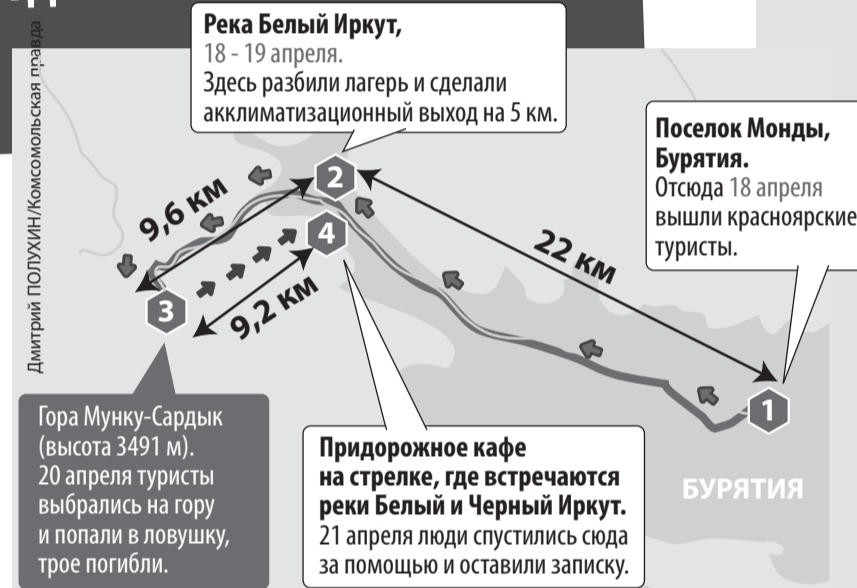 Дмитрий ПОЛУХИН/Комсомольская правда
Река Белый Иркут,
18 - 19 апреля.
Здесь разбили лагерь и сделали
акклиматизационный выход на 5 км.
Поселок Монды,
Бурятия.
Отсюда 18 апреля
вышли красноярские
туристы.
2
9,6 км
4
22 км
3
9,2 км
1
Гора Мунку-Сардык
(высота 3491 м).
20 апреля туристы
выбрались на гору
и попали в ловушку,
трое погибли.
Придорожное кафе
на стрелке, где встречаются
реки Белый и Черный Иркут.
21 апреля люди спустились сюда
за помощью и оставили записку.
БУРЯТИЯ